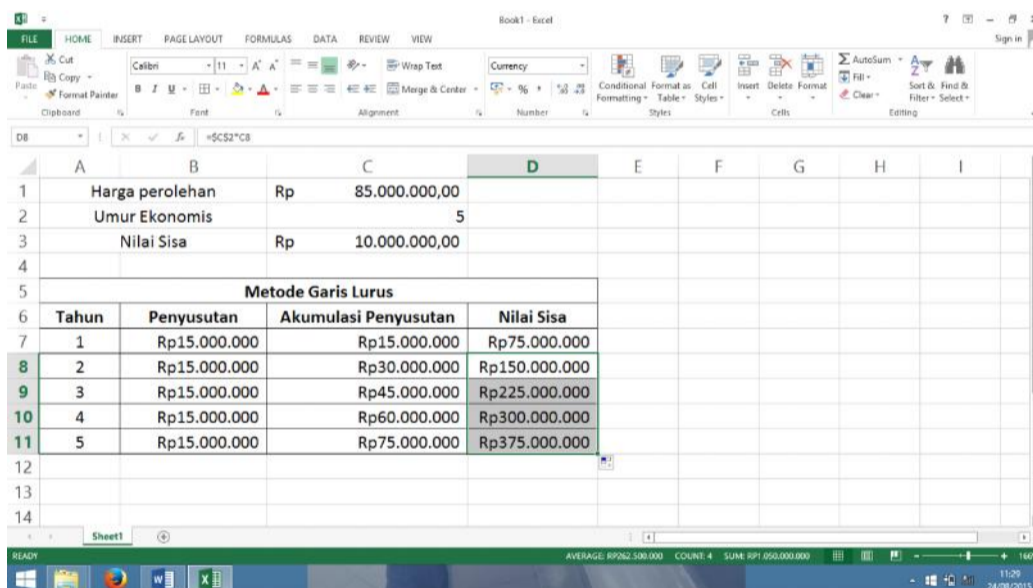 Book1 - Excel
Sign in
FILE HOME INSERT PAGE LAYOUT FORMULAS DATA REVIEW VIEW
Cut
Copy
Format Painter
Paste
Calibri 11
B I U
Wrap Text
Merge & Center
Currency
% 
Conditional Formatting
Format as Table
Cell Styles
Insert Delete Format
AutoSum
Fill
Clear
Sort & Filter
Find & Select
Clipboard Font Alignment Number Styles Cells Editing
D8 =$C$2*C8
A B C D E F G H I
1 Harga perolehan Rp 85.000.000,00
2 Umur Ekonomis 5
3 Nilai Sisa Rp 10.000.000,00
4
5 Metode Garis Lurus
6 Tahun Penyusutan Akumulasi Penyusutan Nilai Sisa
7 1 Rp15.000.000 Rp15.000.000 Rp75.000.000
8 2 Rp15.000.000 Rp30.000.000 Rp150.000.000
9 3 Rp15.000.000 Rp45.000.000 Rp225.000.000
10 4 Rp15.000.000 Rp60.000.000 Rp300.000.000
11 5 Rp15.000.000 Rp75.000.000 Rp375.000.000
12
13
14
Sheet1
READY AVERAGE: RP262.500.000 COUNT: 4 SUM: RP1.050.000.000
11:29